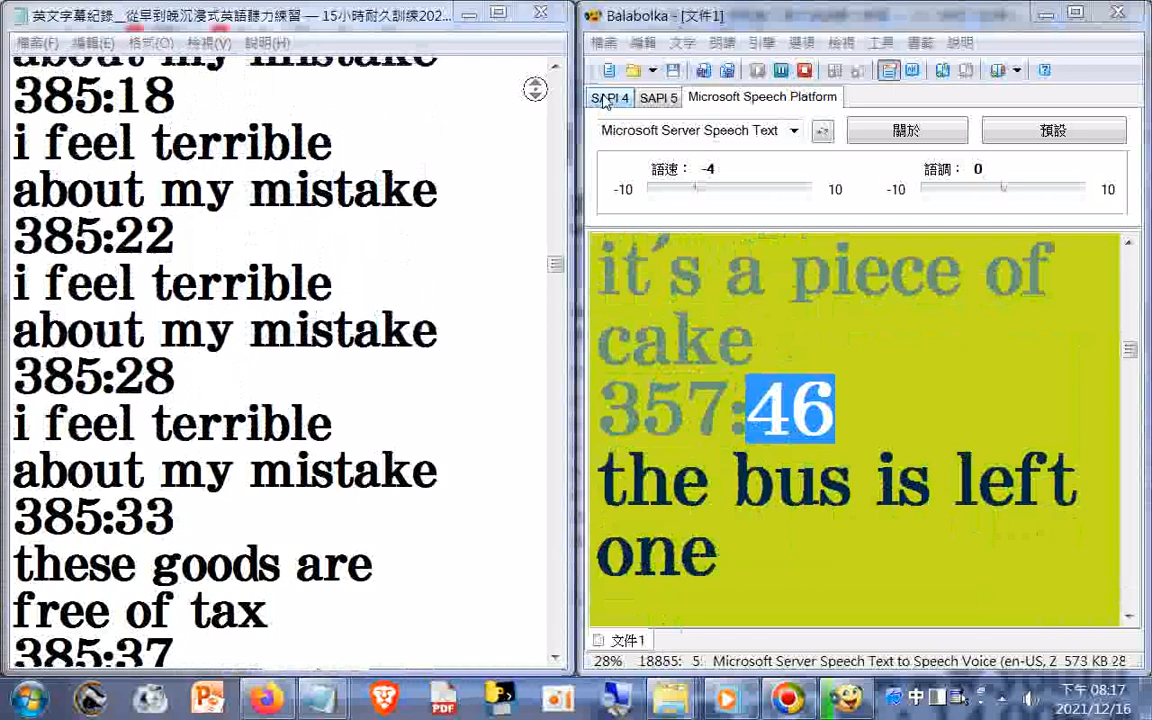 英文字幕紀錄__從早到晚沉浸式英語聽力練習 — 15小時耐久訓練202...
檔案(F) 編輯(E) 格式(O) 檢視(V) 說明(H)
about my mistake
385:18
i feel terrible
about my mistake
385:22
i feel terrible
about my mistake
385:28
i feel terrible
about my mistake
385:33
these goods are
free of tax
385:37
Balabolka - [文件1]
檔案 編輯 文字 朗讀 引擎 選項 檢視 工具 書籤 說明
SAPI 4 SAPI 5 Microsoft Speech Platform
Microsoft Server Speech Text 關於 預設
語速: -4 語調: 0
-10 10 -10 10
it's a piece of
cake
357:46
the bus is left
one
文件1
28% 18855: 5: Microsoft Server Speech Text to Speech Voice (en-US, Z 573 KB 28
PDF 中 下午 08:17
2021/12/16